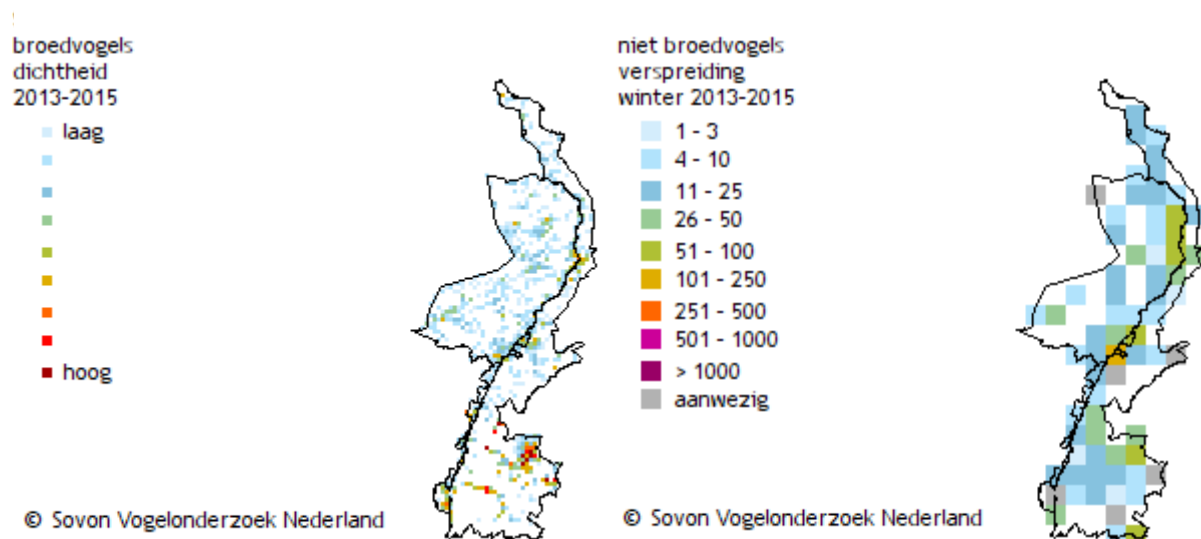 broedvogels
dichtheid
2013-2015
laag
hoog
© Sovon Vogelonderzoek Nederland
niet broedvogels
verspreiding
winter 2013-2015
1 - 3
4 - 10
11 - 25
26 - 50
51 - 100
101 - 250
251 - 500
501 - 1000
> 1000
aanwezig
© Sovon Vogelonderzoek Nederland